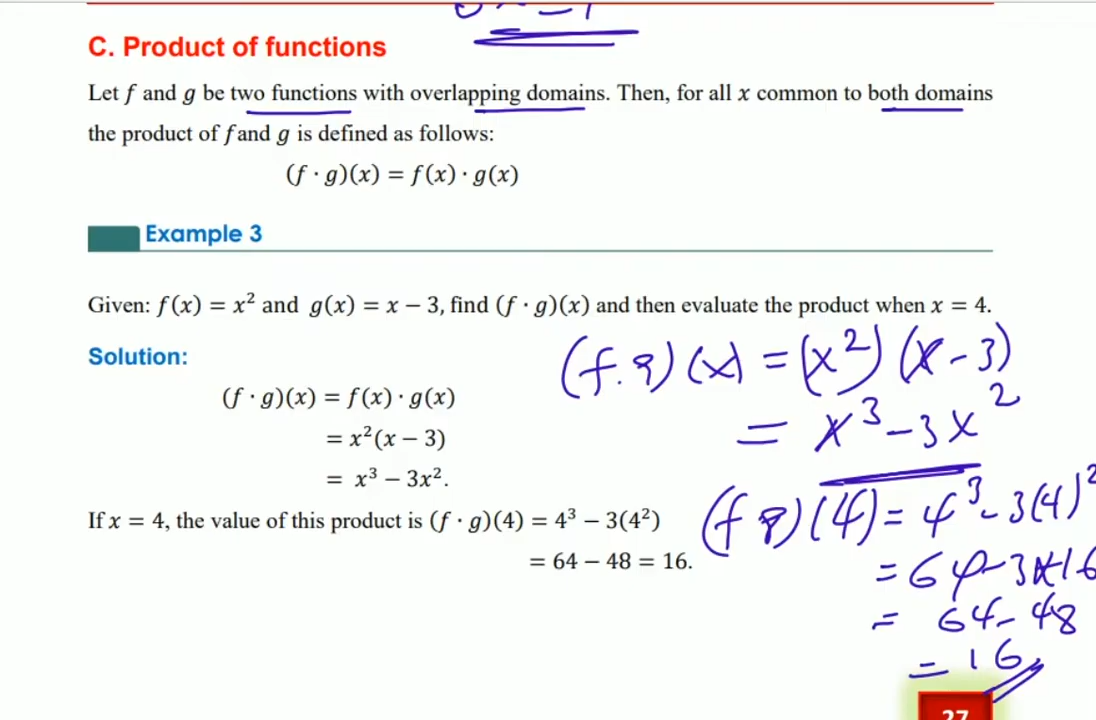 C. Product of functions
Let f and g be two functions with overlapping domains. Then, for all x common to both domains
the product of f and g is defined as follows:
(f · g)(x) = f(x) · g(x)
Example 3
Given: f(x) = x² and g(x) = x − 3, find (f · g)(x) and then evaluate the product when x = 4.
Solution:
(f · g)(x) = f(x) · g(x)
= x²(x − 3)
= x³ − 3x².
If x = 4, the value of this product is (f · g)(4) = 4³ − 3(4²)
= 64 − 48 = 16.
(f.g)(x) = (x²)(x-3)
= x³-3x²
(f g)(4) = 4³-3(4)²
= 64-3×16
= 64-48
= 16
27